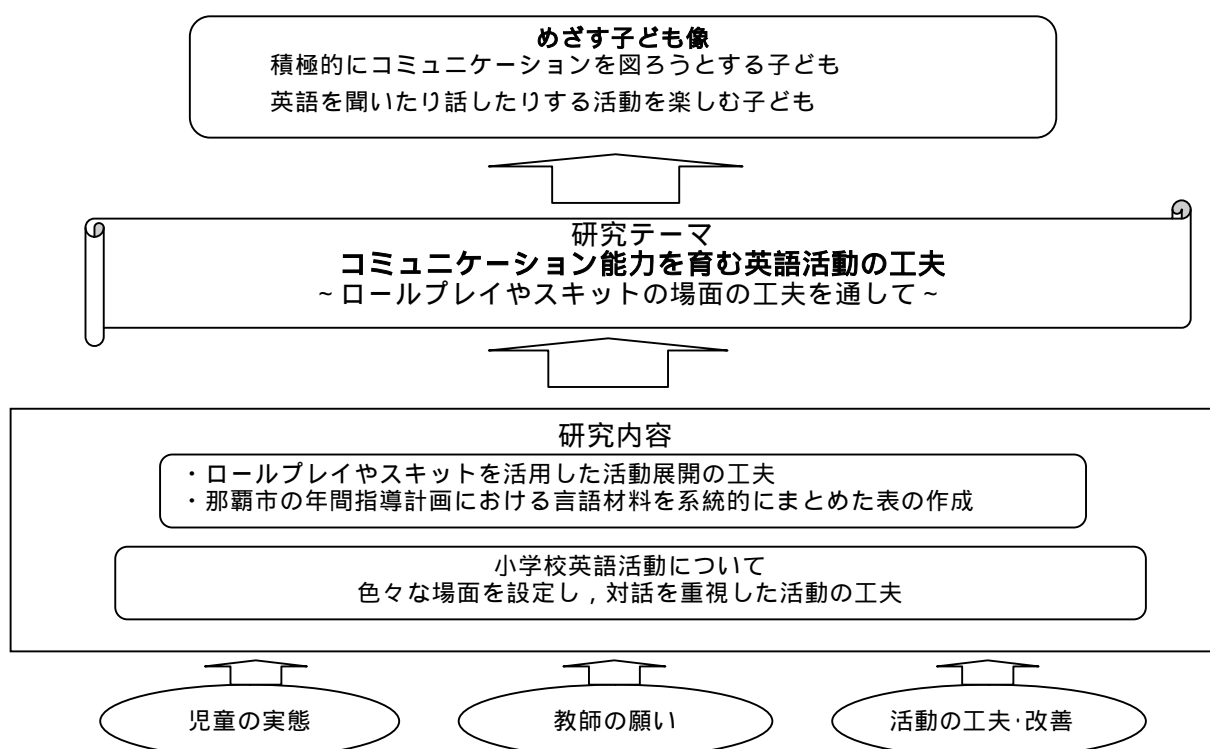 めざす子ども像
積極的にコミュニケーションを図ろうとする子ども
英語を聞いたり話したりする活動を楽しむ子ども
研究テーマ
コミュニケーション能力を育む英語活動の工夫
~ロールプレイやスキットの場面の工夫を通して~
研究内容
・ロールプレイやスキットを活用した活動展開の工夫
・那覇市の年間指導計画における言語材料を系統的にまとめた表の作成
小学校英語活動について
色々な場面を設定し,対話を重視した活動の工夫
児童の実態
教師の願い
活動の工夫・改善